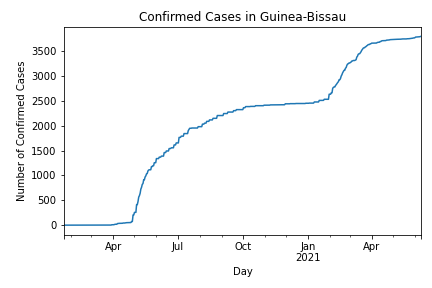 Confirmed Cases in Guinea-Bissau
Number of Confirmed Cases
3500
3000
2500
2000
1500
1000
500
0
Apr Jul Oct Jan Apr
2021
Day